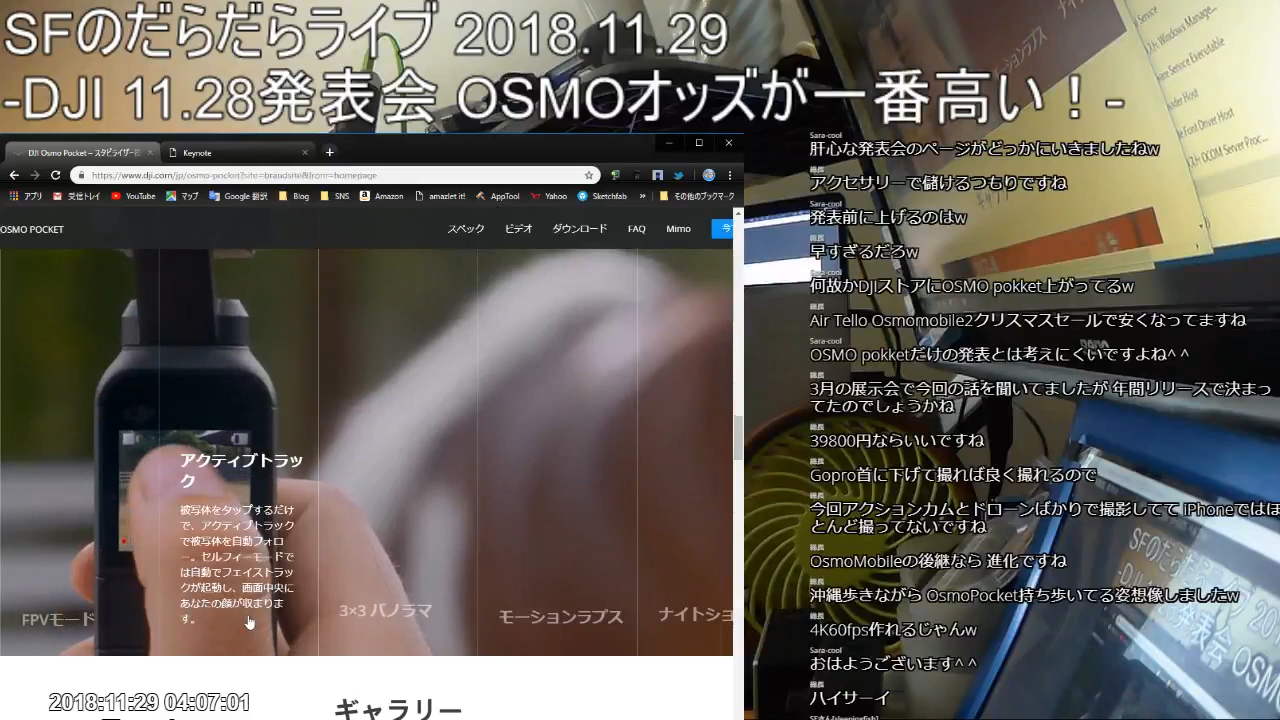 SFのだらだらライブ 2018.11.29
-DJI 11.28発表会 OSMOオッズが一番高い！-
DJI Osmo Pocket – スタビライザー搭
Keynote
https://www.dji.com/jp/osmo-pocket?site=brandsite&from=homepage
アプリ 受信トレイ YouTube マップ Google 翻訳 Blog SNS Amazon amazlet it! AppTool Yahoo Sketchfab » その他のブックマーク
OSMO POCKET スペック ビデオ ダウンロード FAQ Mimo 今
アクティブトラッ
ク
被写体をタップするだけ
で、アクティブトラック
で被写体を自動フォロ
ー。セルフィーモードで
は自動でフェイストラッ
クが起動し、画面中央に
あなたの顔が収まりま
す。
FPVモード
3×3 パノラマ
モーションラプス
ナイトショ
2018:11:29 04:07:01
ギャラリー
Sara-cool
肝心な発表会のページがどっかにいきましたねw
アクセサリーで儲けるつもりですね
Sara-cool
発表前に上げるのはw
早すぎるだろw
Sara-cool
何故かDJIストアにOSMO pokket上がってるw
Air Tello Osmomobile2クリスマスセールで安くなってますね
Sara-cool
OSMO pokketだけの発表とは考えにくいですよね^ ^
3月の展示会で今回の話を聞いてましたが 年間リリースで決まっ
てたのでしょうかね
39800円ならいいですね
Gopro首に下げて撮れば良く撮れるので
今回アクションカムとドローンばかりで撮影してて iPhoneではほ
とんど撮ってないですね
OsmoMobileの後継なら 進化ですね
沖縄歩きながら OsmoPocket持ち歩いてる姿想像しましたw
4K60fps作れるじゃんw
Sara-cool
おはようございます^ ^
ハイサーイ